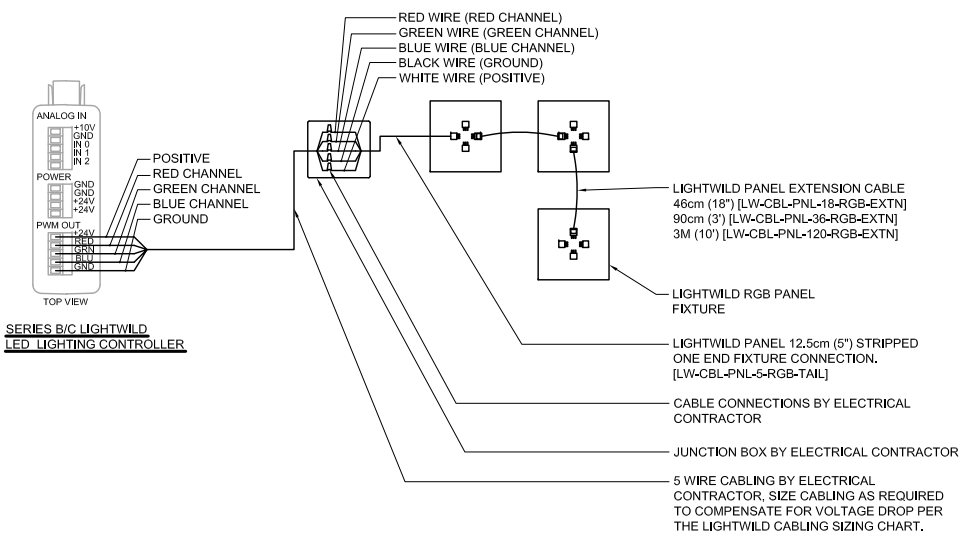 RED WIRE (RED CHANNEL)
GREEN WIRE (GREEN CHANNEL)
BLUE WIRE (BLUE CHANNEL)
BLACK WIRE (GROUND)
WHITE WIRE (POSITIVE)
ANALOG IN
+10V
GND
IN 0
IN 1
IN 2
POWER
GND
GND
+24V
+24V
PWM OUT
+24V
RED
GRN
BLU
GND
TOP VIEW
SERIES B/C LIGHTWILD
LED LIGHTING CONTROLLER
POSITIVE
RED CHANNEL
GREEN CHANNEL
BLUE CHANNEL
GROUND
LIGHTWILD PANEL EXTENSION CABLE
46cm (18") [LW-CBL-PNL-18-RGB-EXTN]
90cm (3') [LW-CBL-PNL-36-RGB-EXTN]
3M (10') [LW-CBL-PNL-120-RGB-EXTN]
LIGHTWILD RGB PANEL
FIXTURE
LIGHTWILD PANEL 12.5cm (5") STRIPPED
ONE END FIXTURE CONNECTION.
[LW-CBL-PNL-5-RGB-TAIL]
CABLE CONNECTIONS BY ELECTRICAL
CONTRACTOR
JUNCTION BOX BY ELECTRICAL CONTRACTOR
5 WIRE CABLING BY ELECTRICAL
CONTRACTOR, SIZE CABLING AS REQUIRED
TO COMPENSATE FOR VOLTAGE DROP PER
THE LIGHTWILD CABLING SIZING CHART.